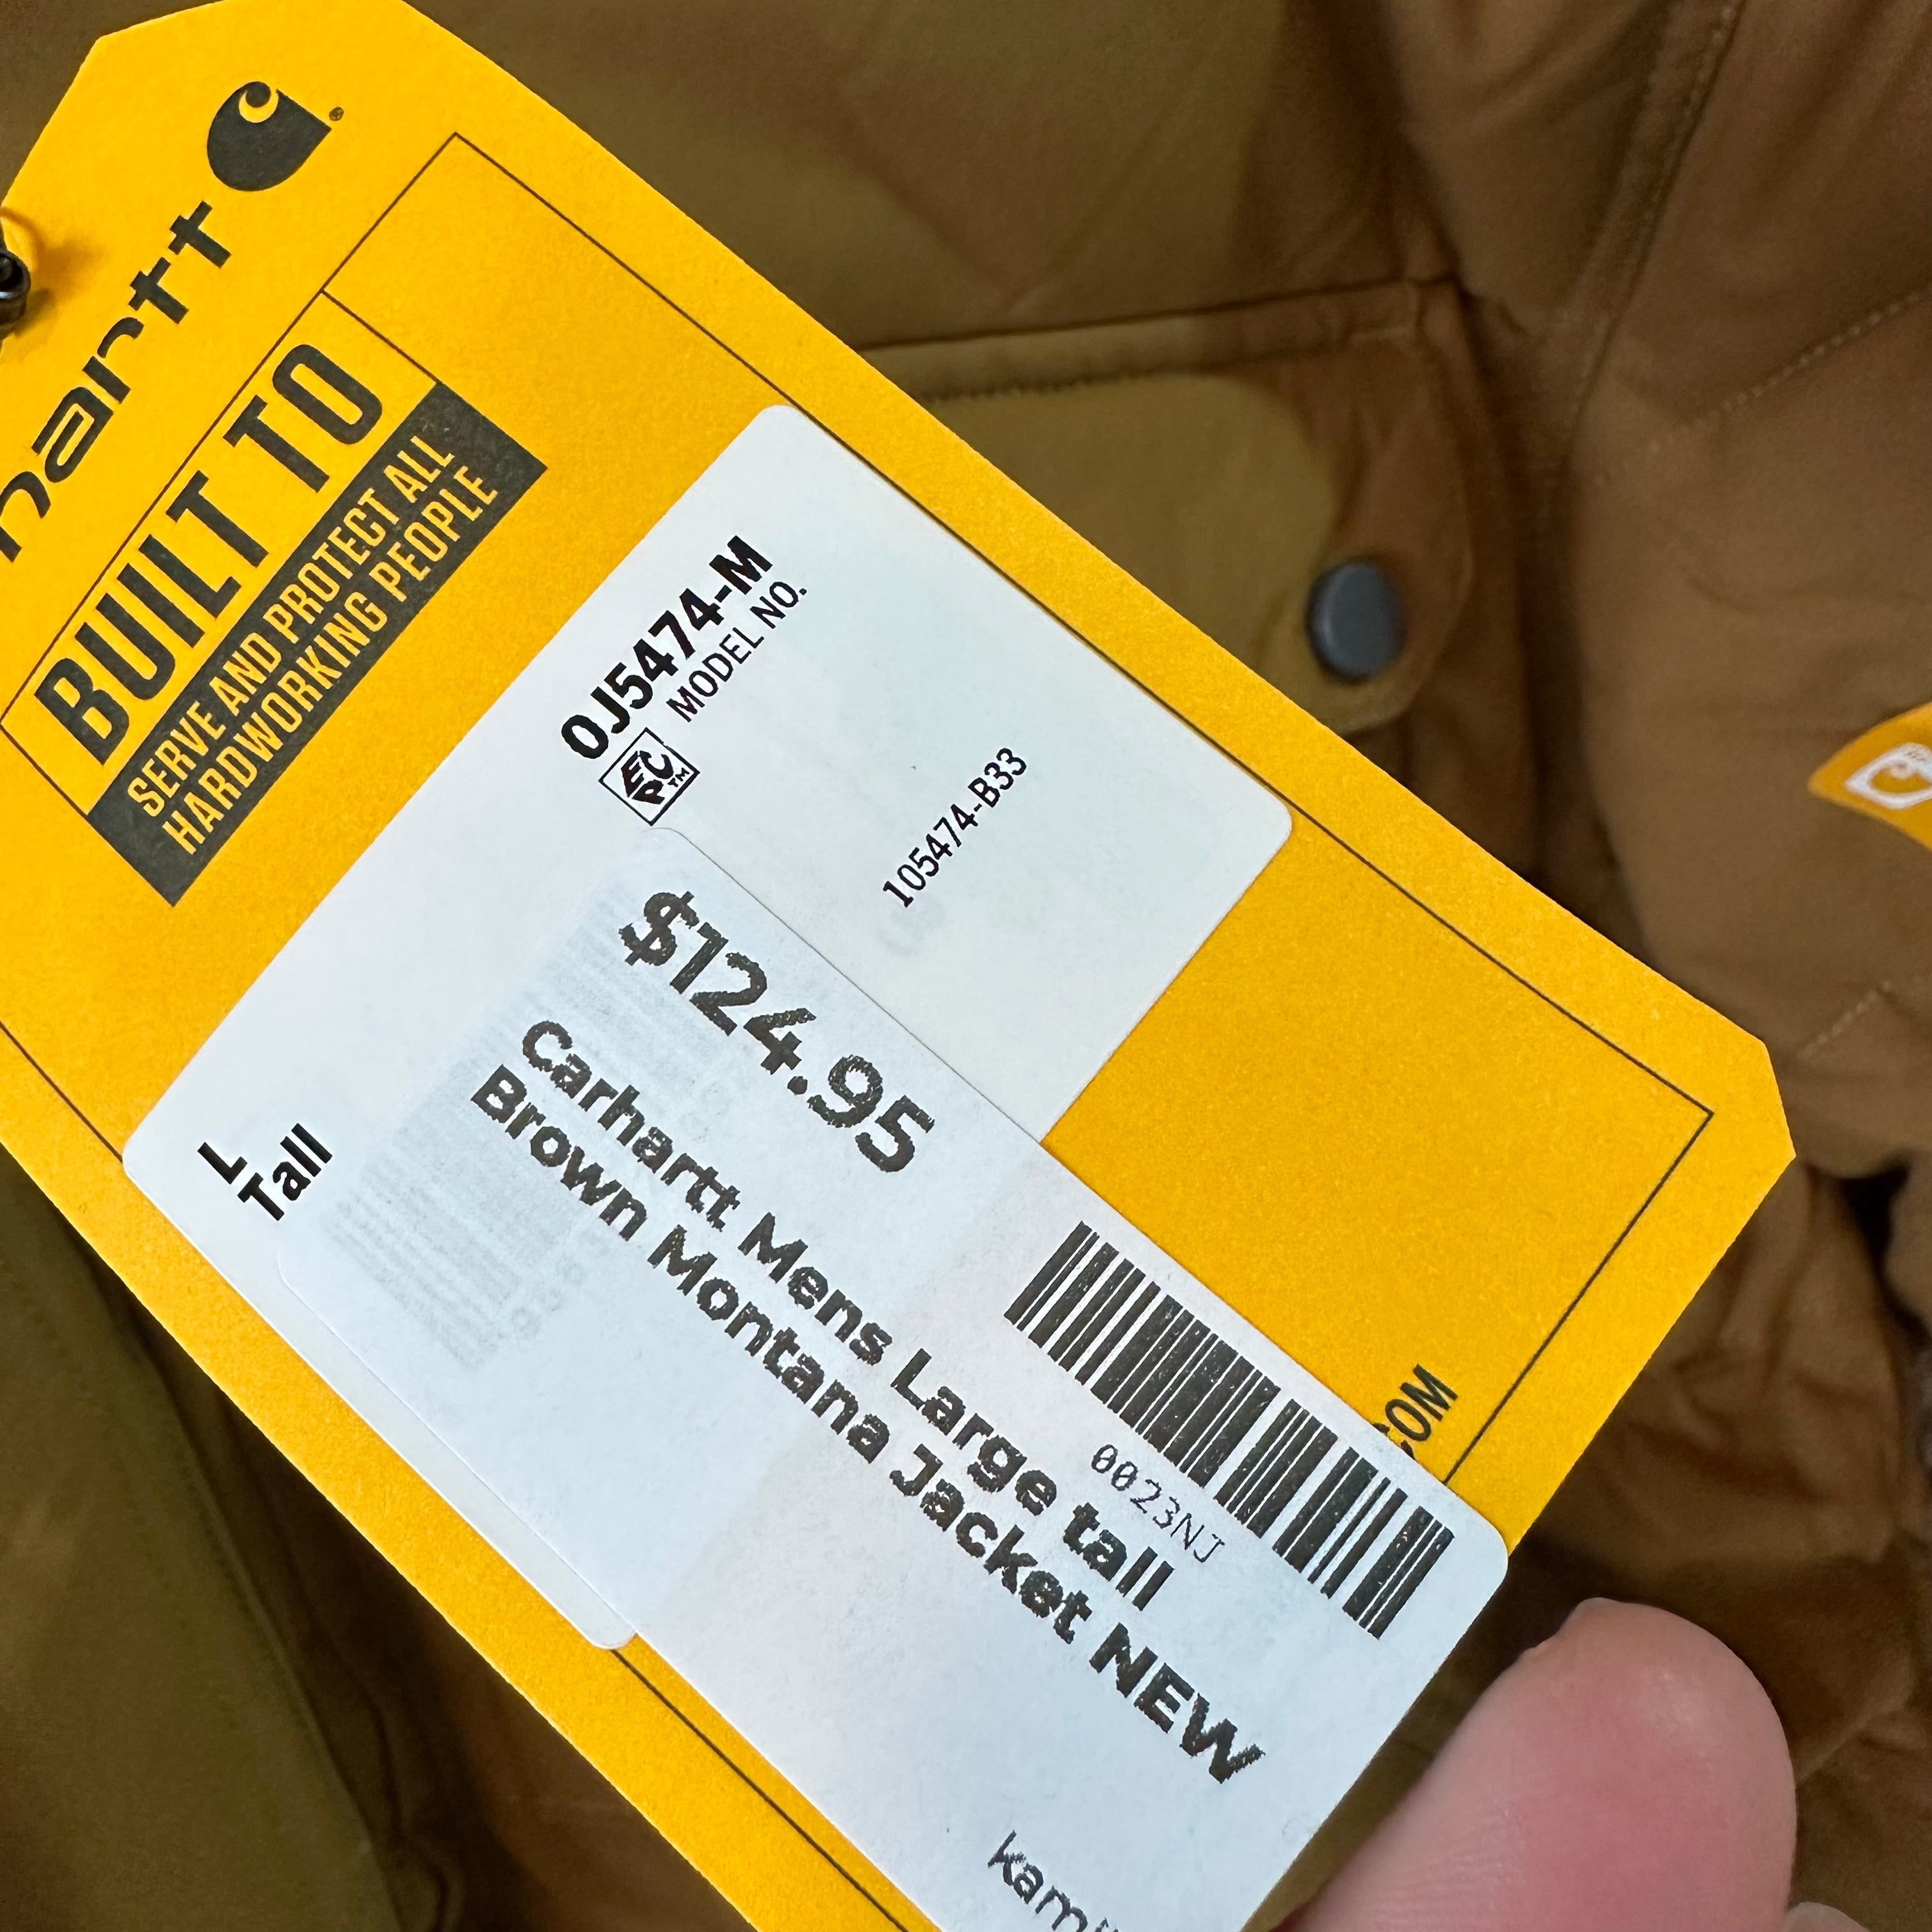 BUILT TO
SERVE AND PROTECT ALL
HARDWORKING PEOPLE
OJ5474-M
MODEL NO.
EPC™
105474-B33
L
Tall
$124.95
Carhartt Mens Large tall
Brown Montana Jacket NEW
0023NJ